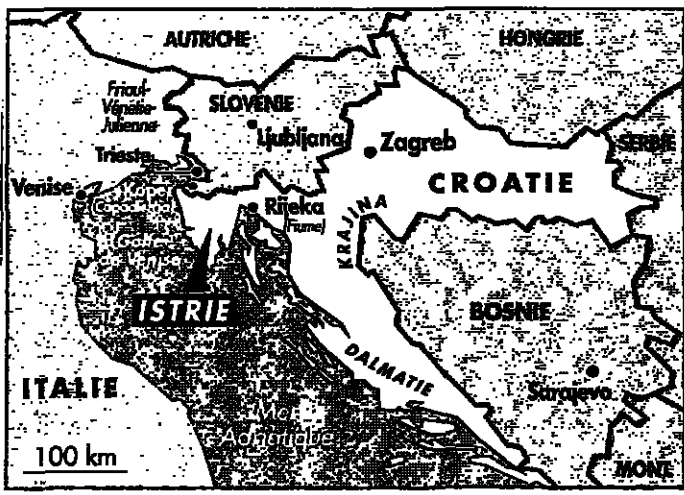 AUTRICHE
HONGRIE
Frioul-
Vénétie-
Julienne
SLOVENIE
Ljubljana
Zagreb
SERBIE
Trieste
Venise
CROATIE
Rijeka
(Fiume)
KRAJINA
ISTRIE
BOSNIE
DALMATIE
ITALIE
Sarajevo
Mer
Adriatique
100 km
MONT.